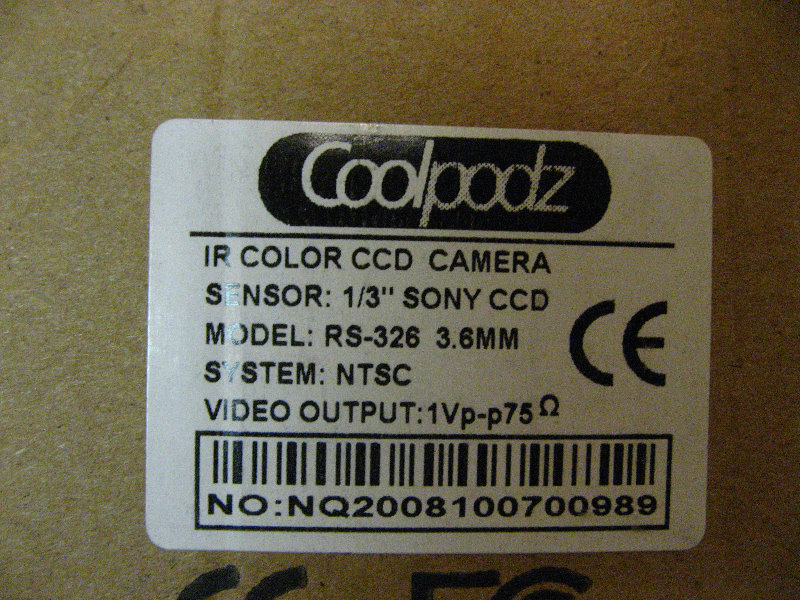 Coolpodz
IR COLOR CCD CAMERA
SENSOR: 1/3" SONY CCD
MODEL: RS-326 3.6MM
SYSTEM: NTSC
VIDEO OUTPUT:1Vp-p75Ω
CE
NO:NQ2008100700989